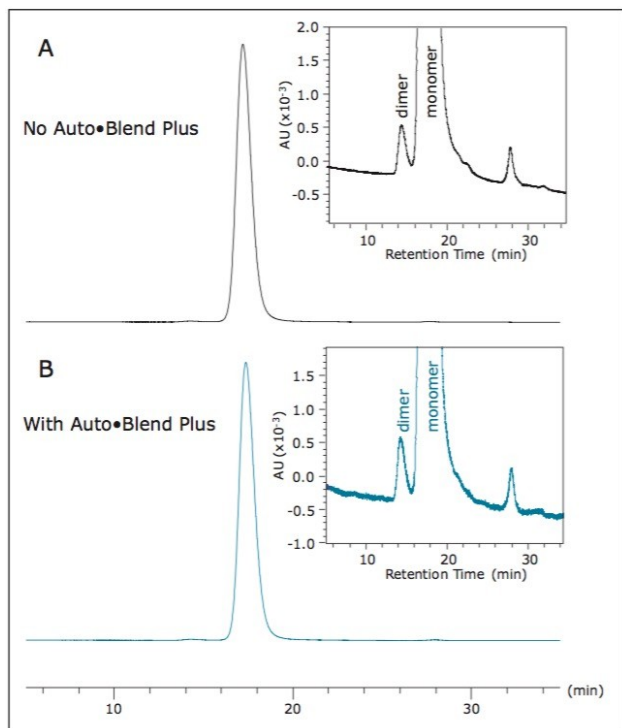 A
No Auto•Blend Plus
2.0
1.5
1.0
0.5
0.0
-0.5
AU (x10⁻³)
dimer
monomer
10 20 30
Retention Time (min)
B
With Auto•Blend Plus
1.5
1.0
0.5
0.0
-0.5
-1.0
AU (x10⁻³)
dimer
monomer
10 20 30
Retention Time (min)
10 20 30 (min)